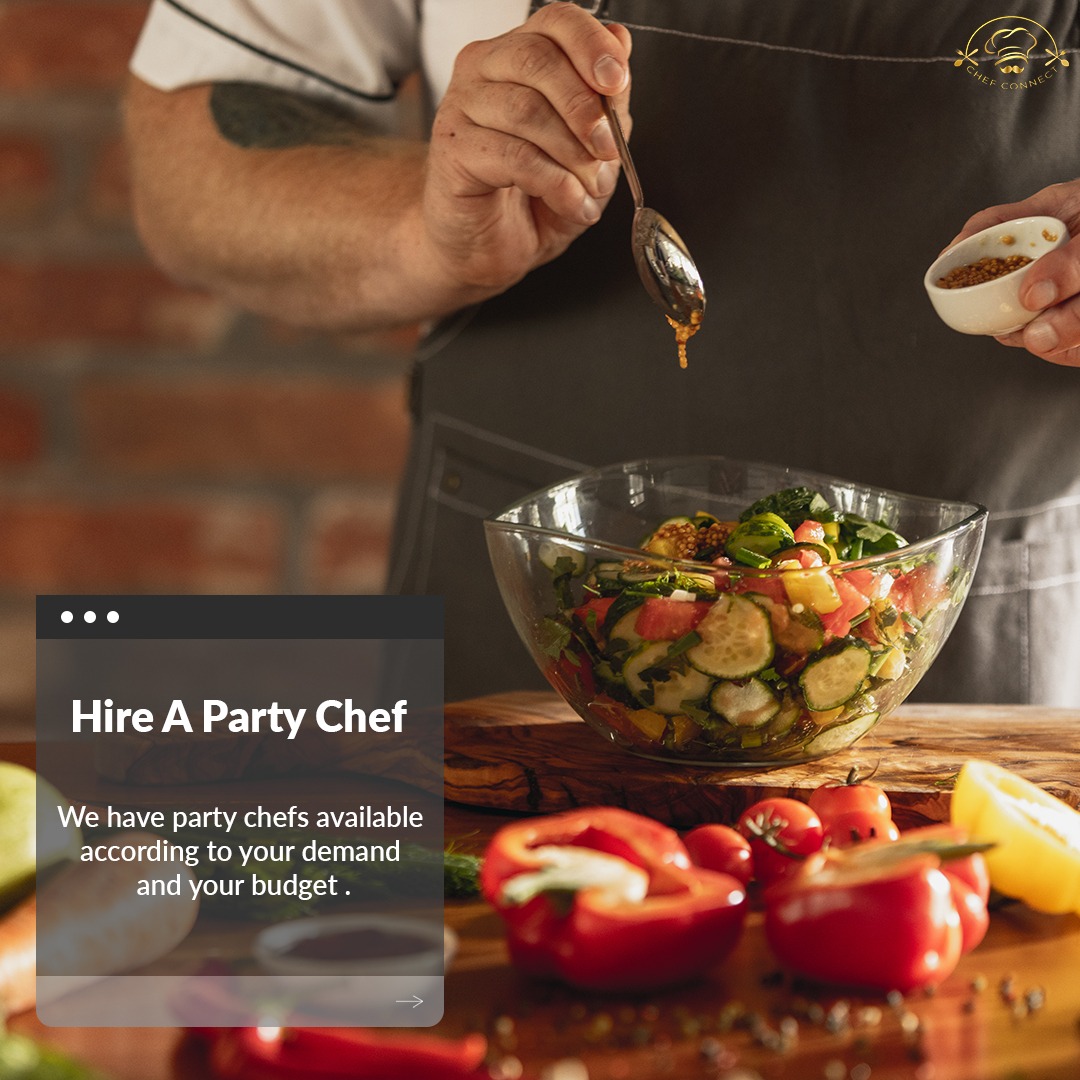 CHEF CONNECT
Hire A Party Chef
We have party chefs available
according to your demand
and your budget .